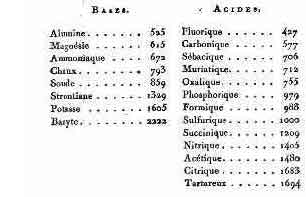 BASES.
Alumine . . . . . . . 525
Magnésie . . . . . . 615
Ammoniaque . . . . 672
Chaux . . . . . . . . 793
Soude . . . . . . . . 859
Strontiane . . . . . 1329
Potasse . . . . . . 1605
Baryte . . . . . . . 2222
ACIDES.
Fluorique . . . . . . 427
Carbonique . . . . . 577
Sébacique . . . . . . 706
Muriatique . . . . . 712
Oxalique . . . . . . 755
Phosphorique . . . . 979
Formique . . . . . . 988
Sulfurique . . . . . 1000
Succinique . . . . . 1209
Nitrique . . . . . . 1405
Acétique . . . . . . 1480
Citrique . . . . . . 1683
Tartareux . . . . . . 1694